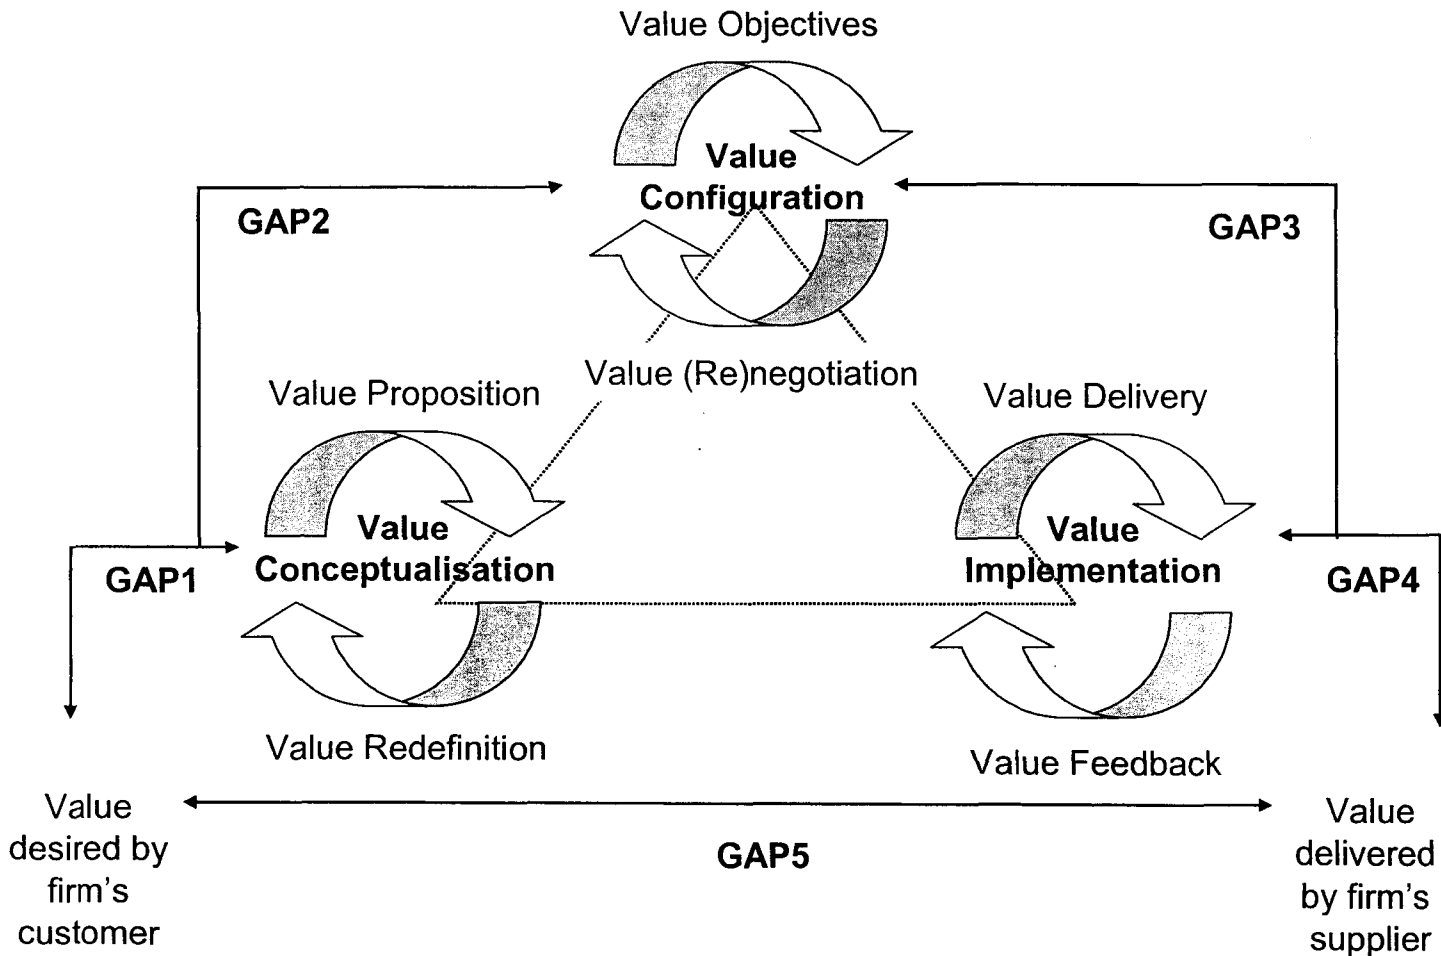 Value Objectives
Value
Configuration
GAP2
GAP3
Value (Re)negotiation
Value Proposition
Value Delivery
Value
Conceptualisation
Value
Implementation
GAP1
GAP4
Value Redefinition
Value Feedback
Value
desired by
firm's
customer
GAP5
Value
delivered
by firm's
supplier